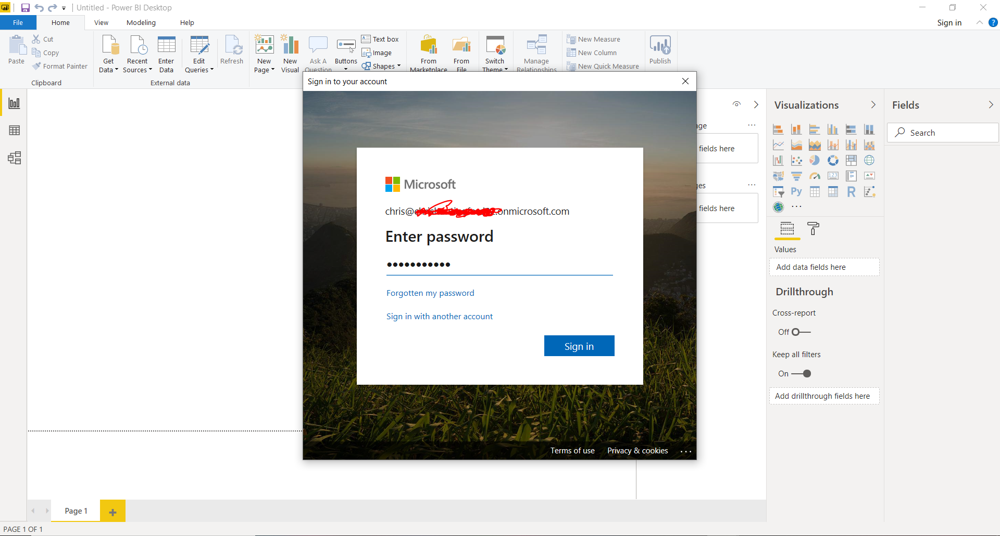 Untitled - Power BI Desktop
File
Home
View
Modeling
Help
Sign in
?
Paste
Cut
Copy
Format Painter
Clipboard
Get
Data
Recent
Sources
Enter
Data
Edit
Queries
Refresh
External data
New
Page
New
Visual
Ask A
Question
Buttons
Text box
Image
Shapes
From
Marketplace
From
File
Switch
Theme
Manage
Relationships
New Measure
New Column
New Quick Measure
Publish
Sign in to your account
Microsoft
chris@ .onmicrosoft.com
Enter password
Forgotten my password
Sign in with another account
Sign in
Terms of use
Privacy & cookies
age
fields here
ges
fields here
Visualizations
123
Py
R
Values
Add data fields here
Drillthrough
Cross-report
Off
Keep all filters
On
Add drillthrough fields here
Fields
Search
Page 1
PAGE 1 OF 1